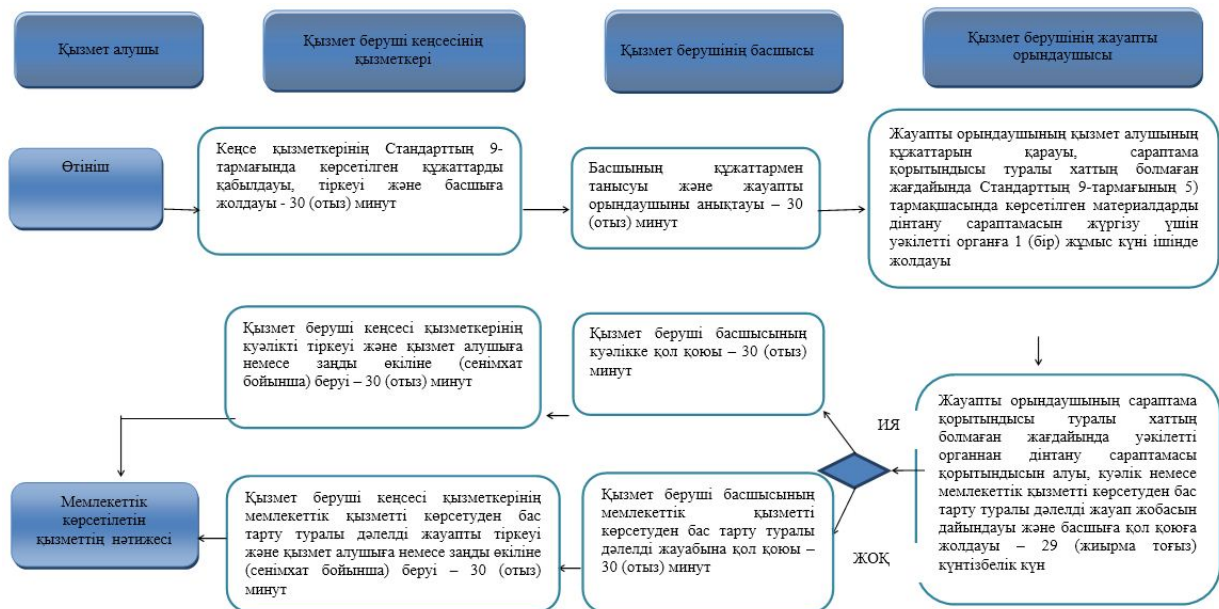 Қызмет алушы
Қызмет беруші кеңсесінің
қызметкері
Қызмет берушінің басшысы
Қызмет берушінің жауапты
орындаушысы
Өтініш
Кеңсе қызметкерінің Стандарттың 9-
тармағында көрсетілген құжаттарды
қабылдауы, тіркеуі және басшыға
жолдауы - 30 (отыз) минут
Басшының құжаттармен
танысуы және жауапты
орындаушыны анықтауы – 30
(отыз) минут
Жауапты орындаушының қызмет алушының
құжаттарын қарауы, сараптама
қорытындысы туралы хаттың болмаған
жағдайында Стандарттың 9-тармағының 5)
тармақшасында көрсетілген материалдарды
дінтану сараптамасын жүргізу үшін
уәкілетті органға 1 (бір) жұмыс күні ішінде
жолдауы
Қызмет беруші кеңсесі қызметкерінің
куәлікті тіркеуі және қызмет алушыға
немесе заңды өкіліне (сенімхат
бойынша) беруі – 30 (отыз) минут
Қызмет беруші басшысының
куәлікке қол қоюы – 30 (отыз)
минут
ИЯ
Жауапты орындаушының сараптама
қорытындысы туралы хаттың
болмаған жағдайында уәкілетті
органнан дінтану сараптамасы
қорытындысын алуы, куәлік немесе
мемлекеттік қызметті көрсетуден бас
тарту туралы дәлелді жауап жобасын
дайындауы және басшыға қол қоюға
жолдауы – 29 (жиырма тоғыз)
күнтізбелік күн
Мемлекеттік
көрсетілетін
қызметтің нәтижесі
Қызмет беруші кеңсесі қызметкерінің
мемлекеттік қызметті көрсетуден бас
тарту туралы дәлелді жауапты тіркеуі
және қызмет алушыға немесе заңды өкіліне
(сенімхат бойынша) беруі – 30 (отыз)
минут
Қызмет беруші басшысының
мемлекеттік қызметті
көрсетуден бас тарту туралы
дәлелді жауабына қол қоюы –
30 (отыз) минут
ЖОҚ